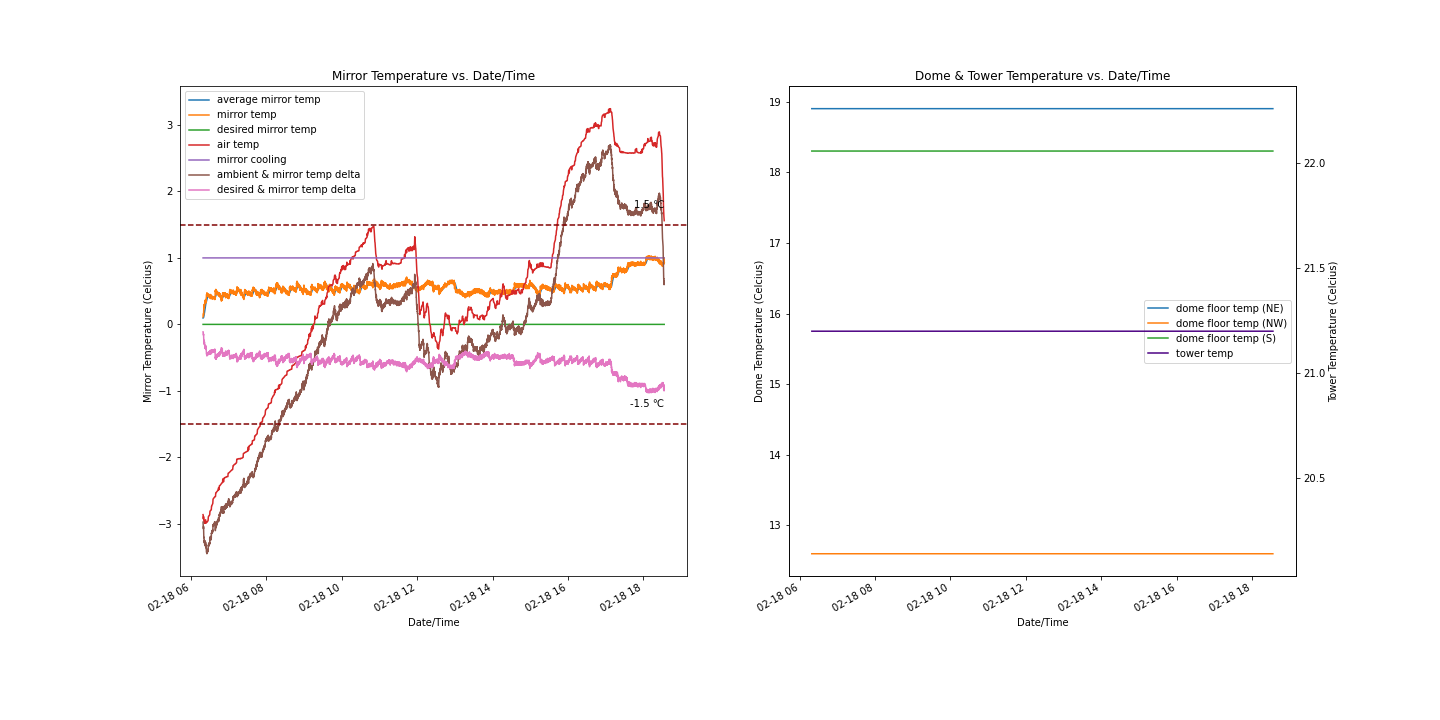 Mirror Temperature vs. Date/Time
average mirror temp
mirror temp
desired mirror temp
air temp
mirror cooling
ambient & mirror temp delta
desired & mirror temp delta
1.5 °C
-1.5 °C
3
2
1
0
−1
−2
−3
Mirror Temperature (Celcius)
02-18 06
02-18 08
02-18 10
02-18 12
02-18 14
02-18 16
02-18 18
Date/Time
Dome & Tower Temperature vs. Date/Time
19
18
17
16
15
14
13
Dome Temperature (Celcius)
dome floor temp (NE)
dome floor temp (NW)
dome floor temp (S)
tower temp
22.0
21.5
21.0
20.5
Tower Temperature (Celcius)
02-18 06
02-18 08
02-18 10
02-18 12
02-18 14
02-18 16
02-18 18
Date/Time